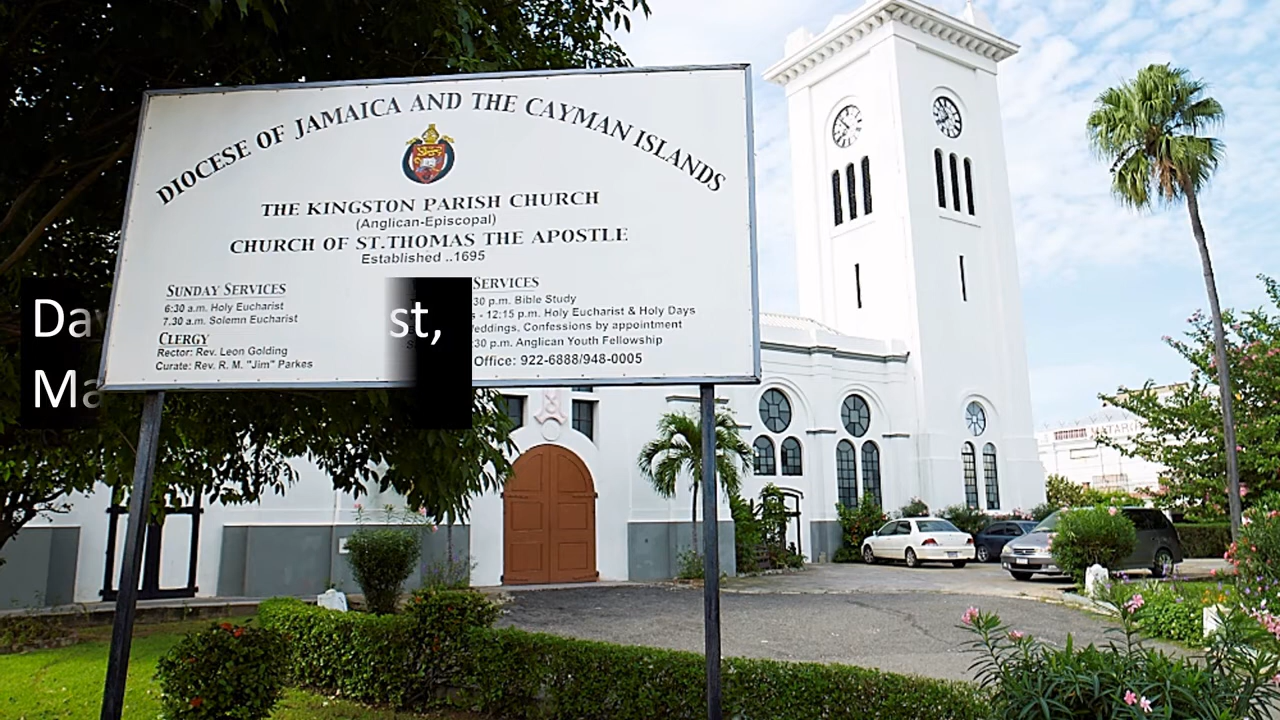 DIOCESE OF JAMAICA AND THE CAYMAN ISLANDS
THE KINGSTON PARISH CHURCH
(Anglican-Episcopal)
CHURCH OF ST.THOMAS THE APOSTLE
Established ..1695
SUNDAY SERVICES
6:30 a.m. Holy Eucharist
7.30 a.m. Solemn Eucharist
CLERGY
Rector: Rev. Leon Golding
Curate: Rev. R. M. "Jim" Parkes
SERVICES
30 p.m. Bible Study
- 12:15 p.m. Holy Eucharist & Holy Days
Confessions by appointment
:30 p.m. Anglican Youth Fellowship
Office: 922-6888/948-0005
st,